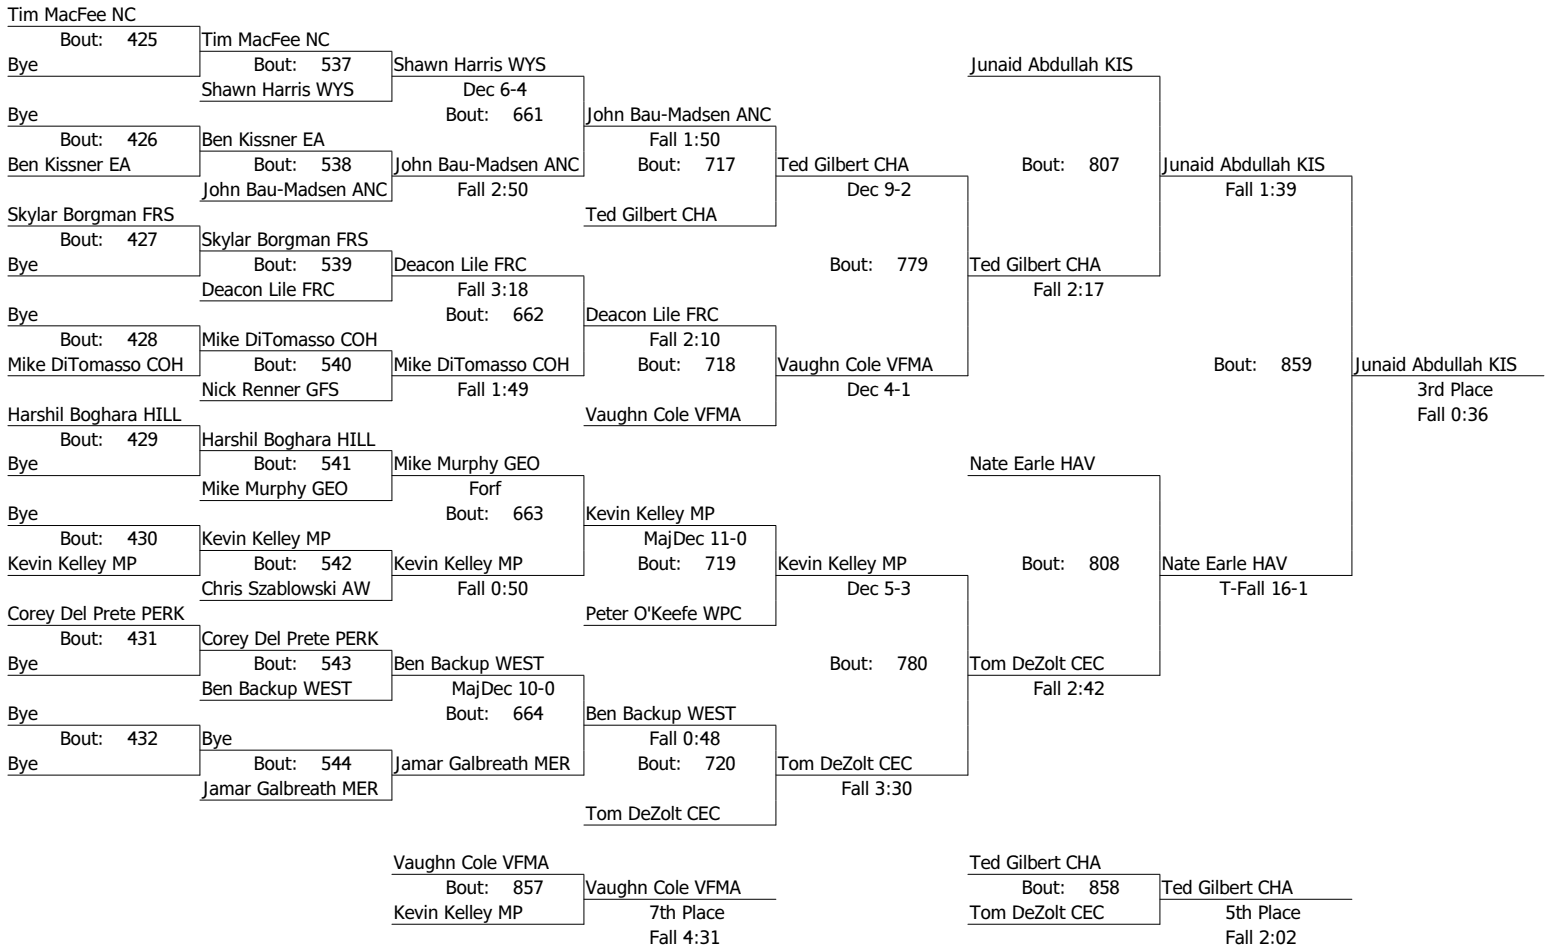 Tim MacFee NC
Bout: 425 Tim MacFee NC
Bye Bout: 537 Shawn Harris WYS Junaid Abdullah KIS
Shawn Harris WYS Dec 6-4
Bye Bout: 661 John Bau-Madsen ANC
Bout: 426 Ben Kissner EA Fall 1:50
Ben Kissner EA Bout: 538 John Bau-Madsen ANC Bout: 717 Ted Gilbert CHA Bout: 807 Junaid Abdullah KIS
John Bau-Madsen ANC Fall 2:50 Dec 9-2 Fall 1:39
Skylar Borgman FRS Ted Gilbert CHA
Bout: 427 Skylar Borgman FRS
Bye Bout: 539 Deacon Lile FRC Bout: 779 Ted Gilbert CHA
Deacon Lile FRC Fall 3:18 Fall 2:17
Bye Bout: 662 Deacon Lile FRC
Bout: 428 Mike DiTomasso COH Fall 2:10
Mike DiTomasso COH Bout: 540 Mike DiTomasso COH Bout: 718 Vaughn Cole VFMA Bout: 859 Junaid Abdullah KIS
Nick Renner GFS Fall 1:49 Dec 4-1 3rd Place
Harshil Boghara HILL Vaughn Cole VFMA Fall 0:36
Bout: 429 Harshil Boghara HILL
Bye Bout: 541 Mike Murphy GEO Nate Earle HAV
Mike Murphy GEO Forf
Bye Bout: 663 Kevin Kelley MP
Bout: 430 Kevin Kelley MP MajDec 11-0
Kevin Kelley MP Bout: 542 Kevin Kelley MP Bout: 719 Kevin Kelley MP Bout: 808 Nate Earle HAV
Chris Szablowski AW Fall 0:50 Dec 5-3 T-Fall 16-1
Corey Del Prete PERK Peter O'Keefe WPC
Bout: 431 Corey Del Prete PERK
Bye Bout: 543 Ben Backup WEST Bout: 780 Tom DeZolt CEC
Ben Backup WEST MajDec 10-0 Fall 2:42
Bye Bout: 664 Ben Backup WEST
Bout: 432 Bye Fall 0:48
Bye Bout: 544 Jamar Galbreath MER Bout: 720 Tom DeZolt CEC
Jamar Galbreath MER Fall 3:30
Tom DeZolt CEC
Vaughn Cole VFMA Ted Gilbert CHA
Bout: 857 Vaughn Cole VFMA Bout: 858 Ted Gilbert CHA
Kevin Kelley MP 7th Place Tom DeZolt CEC 5th Place
Fall 4:31 Fall 2:02